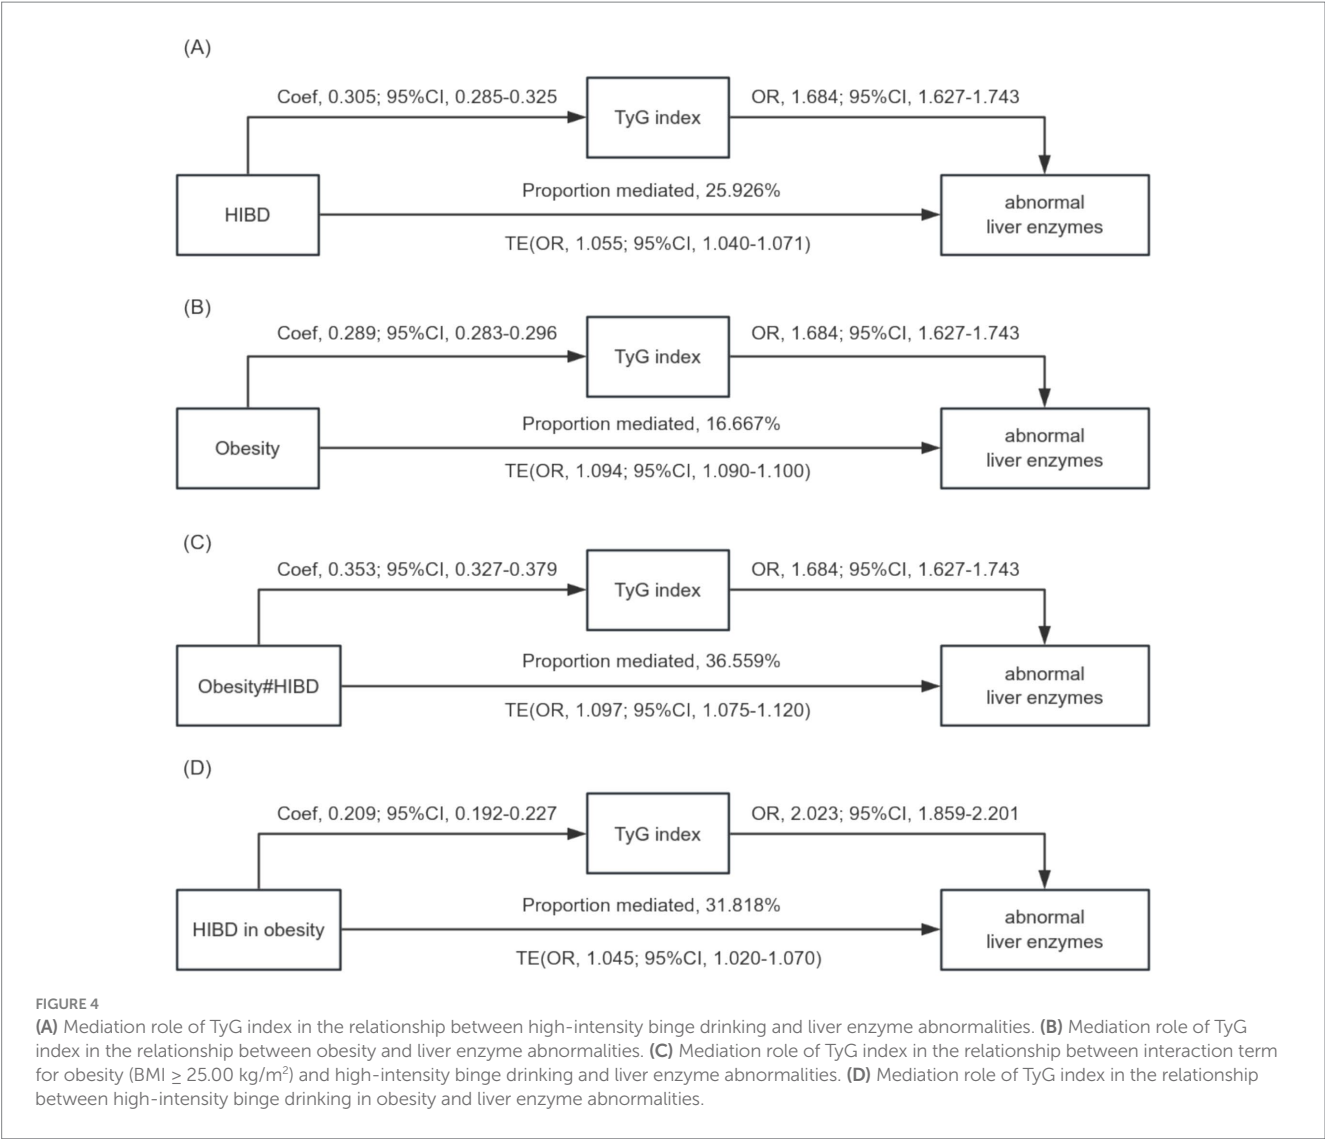 (A)
Coef, 0.305; 95%CI, 0.285-0.325
OR, 1.684; 95%CI, 1.627-1.743
TyG index
HIBD
Proportion mediated, 25.926%
TE(OR, 1.055; 95%CI, 1.040-1.071)
abnormal
liver enzymes
(B)
Coef, 0.289; 95%CI, 0.283-0.296
OR, 1.684; 95%CI, 1.627-1.743
TyG index
Obesity
Proportion mediated, 16.667%
TE(OR, 1.094; 95%CI, 1.090-1.100)
abnormal
liver enzymes
(C)
Coef, 0.353; 95%CI, 0.327-0.379
OR, 1.684; 95%CI, 1.627-1.743
TyG index
Obesity#HIBD
Proportion mediated, 36.559%
TE(OR, 1.097; 95%CI, 1.075-1.120)
abnormal
liver enzymes
(D)
Coef, 0.209; 95%CI, 0.192-0.227
OR, 2.023; 95%CI, 1.859-2.201
TyG index
HIBD in obesity
Proportion mediated, 31.818%
TE(OR, 1.045; 95%CI, 1.020-1.070)
abnormal
liver enzymes
FIGURE 4
(A) Mediation role of TyG index in the relationship between high-intensity binge drinking and liver enzyme abnormalities. (B) Mediation role of TyG
index in the relationship between obesity and liver enzyme abnormalities. (C) Mediation role of TyG index in the relationship between interaction term
for obesity (BMI ≥ 25.00 kg/m²) and high-intensity binge drinking and liver enzyme abnormalities. (D) Mediation role of TyG index in the relationship
between high-intensity binge drinking in obesity and liver enzyme abnormalities.